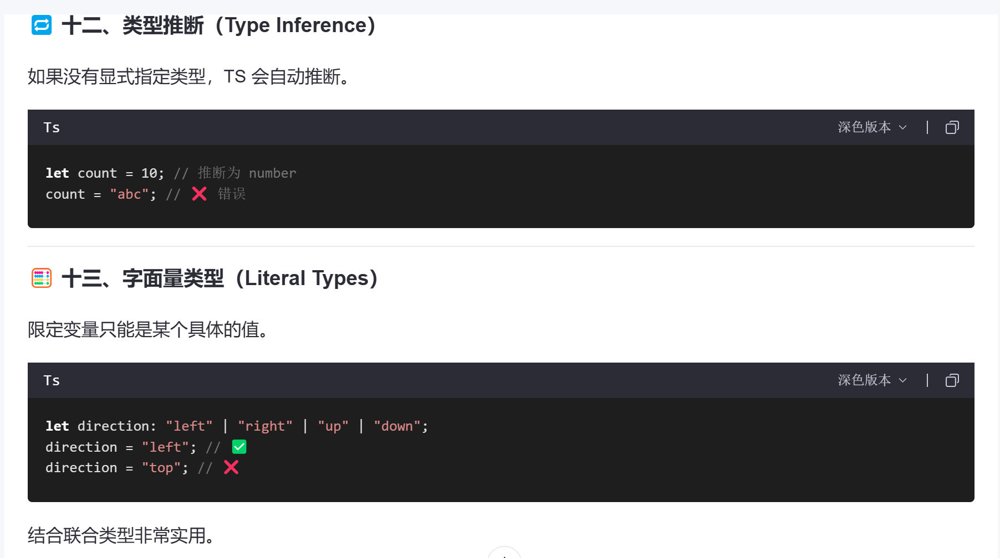 🔁 十二、类型推断（Type Inference）
如果没有显式指定类型，TS 会自动推断。
Ts
深色版本
let count = 10; // 推断为 number
count = "abc"; // ❌ 错误
🧮 十三、字面量类型（Literal Types）
限定变量只能是某个具体的值。
Ts
深色版本
let direction: "left" | "right" | "up" | "down";
direction = "left"; // ✅
direction = "top"; // ❌
结合联合类型非常实用。